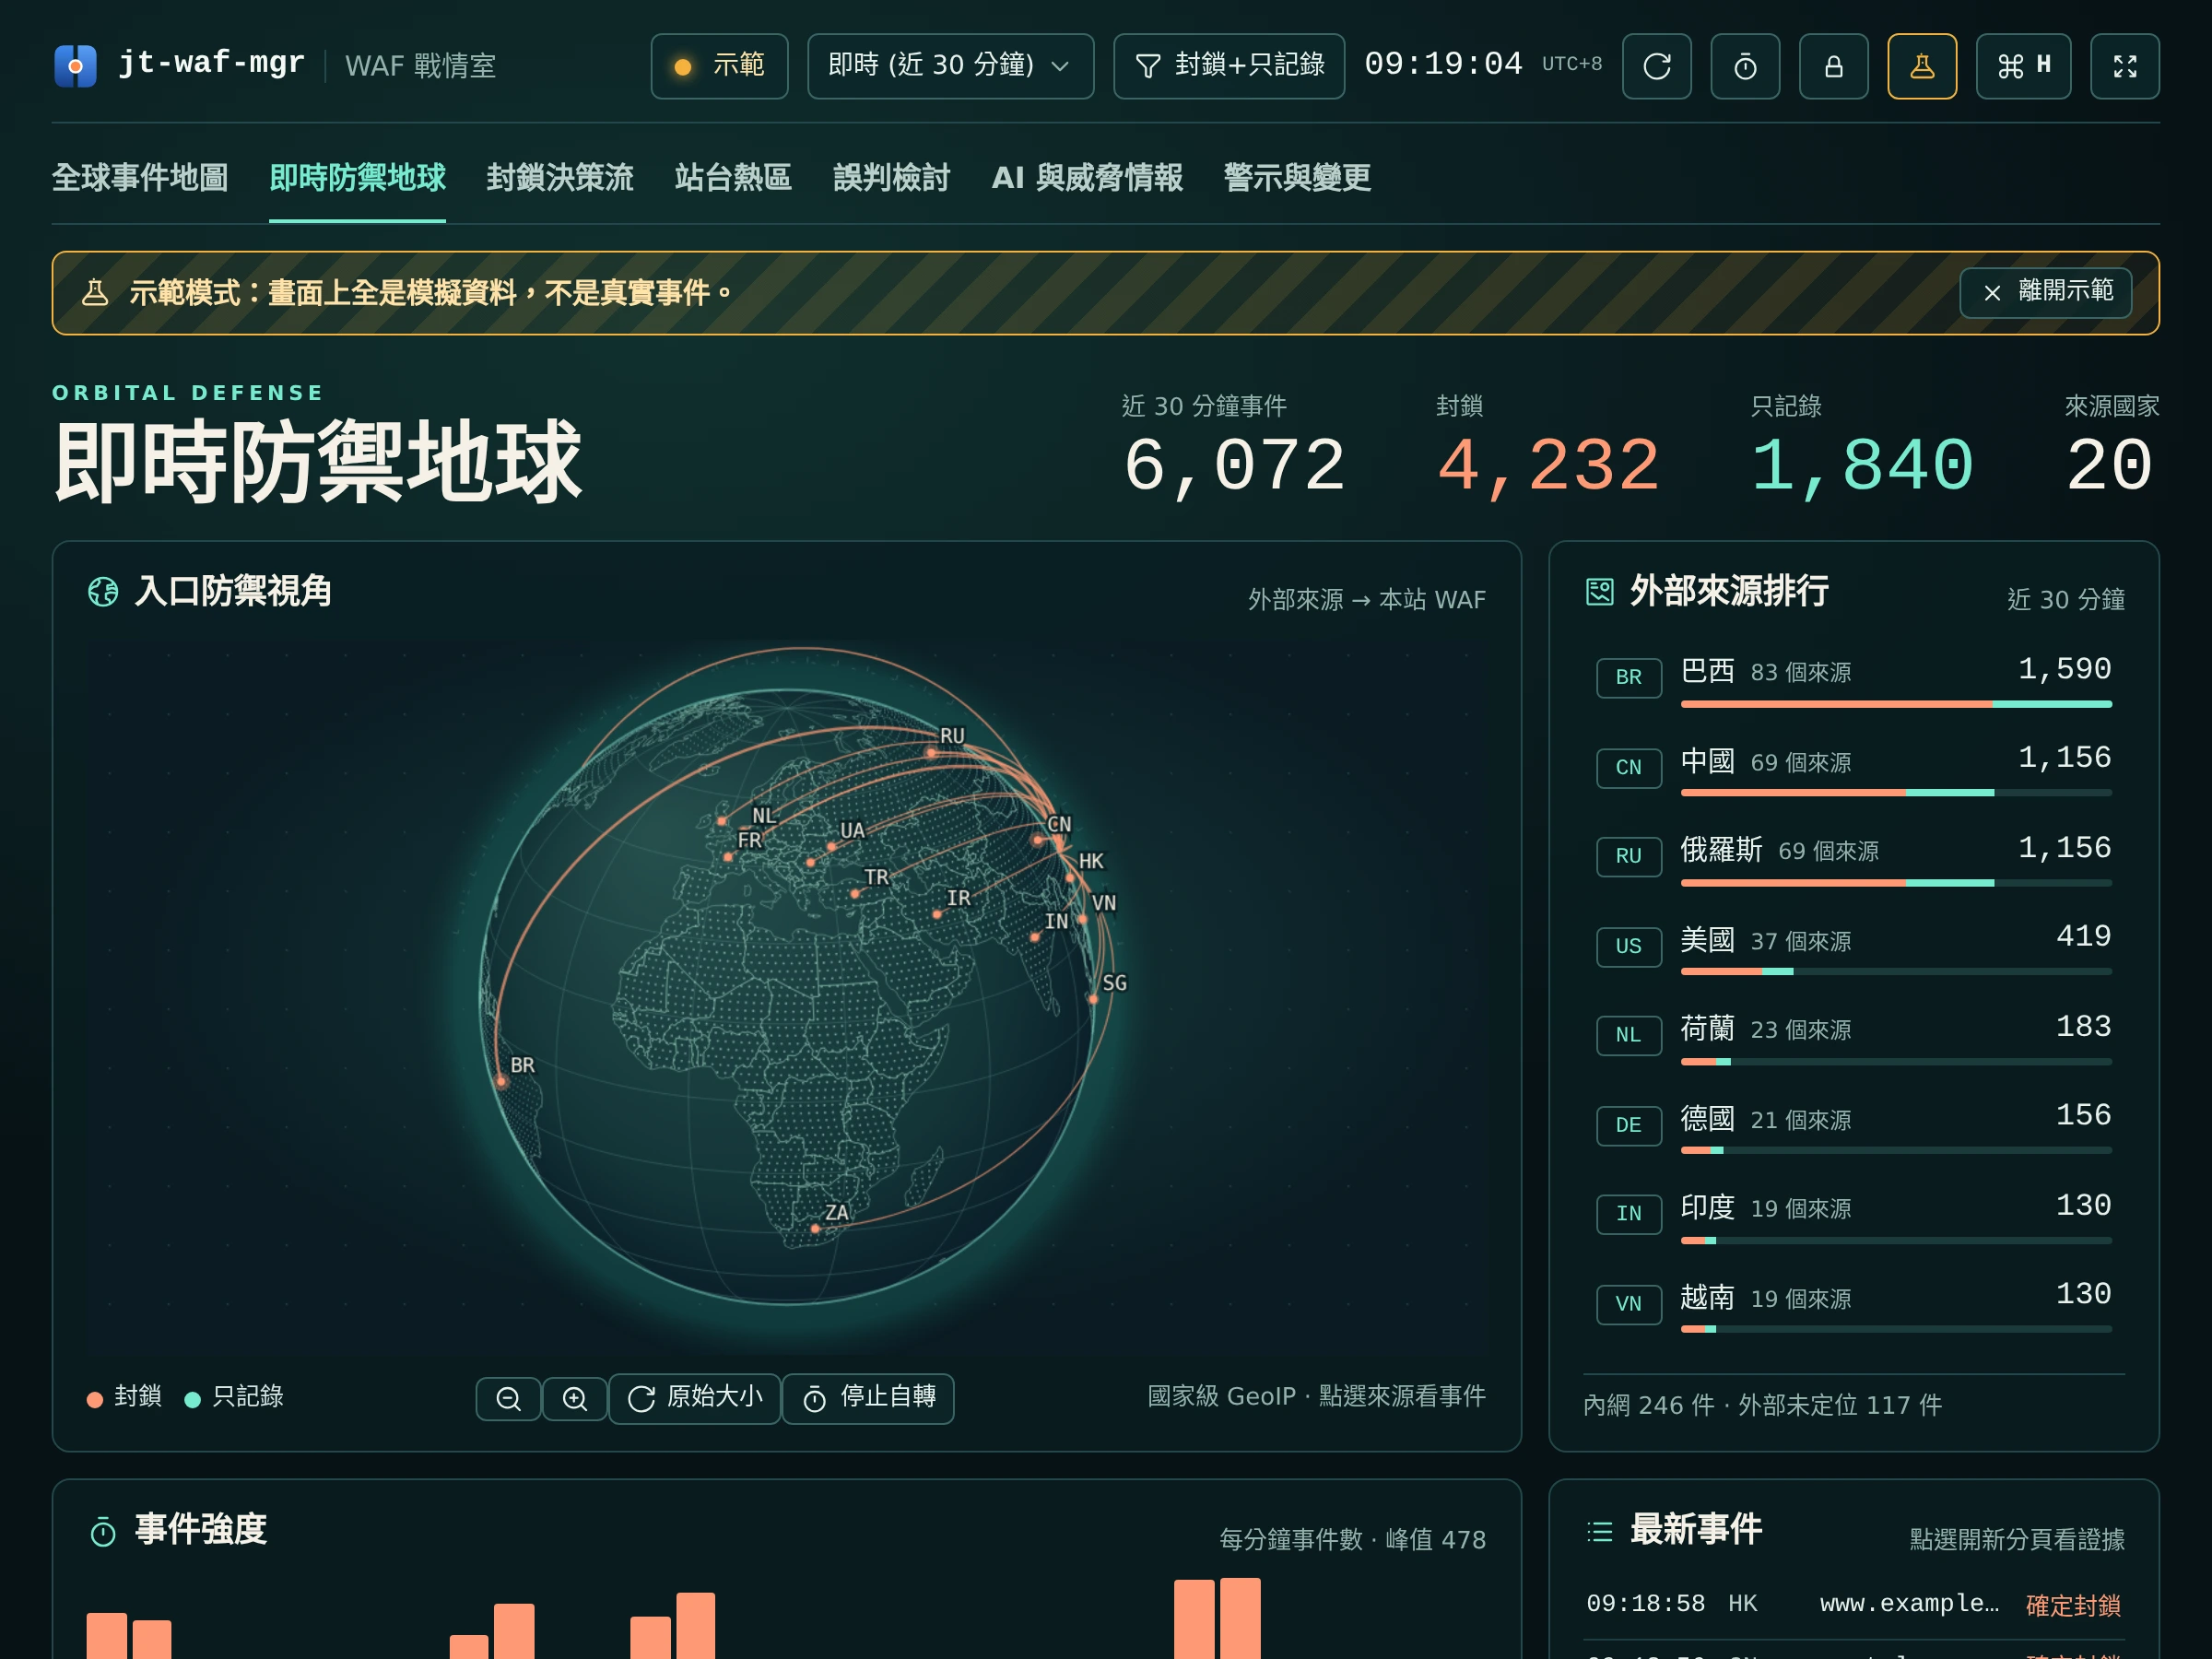 jt-waf-mgr WAF 戰情室 示範 即時 (近 30 分鐘) 封鎖+只記錄 09:19:04 UTC+8 ⌘ H
全球事件地圖 即時防禦地球 封鎖決策流 站台熱區 誤判檢討 AI 與威脅情報 警示與變更
示範模式：畫面上全是模擬資料，不是真實事件。 離開示範
ORBITAL DEFENSE
即時防禦地球
近 30 分鐘事件 封鎖 只記錄 來源國家
6,072 4,232 1,840 20
入口防禦視角 外部來源 → 本站 WAF
RU
NL
FR
UA
CN
HK
TR
IR
VN
IN
SG
BR
ZA
封鎖 只記錄 原始大小 停止自轉 國家級 GeoIP · 點選來源看事件
外部來源排行 近 30 分鐘
BR 巴西 83 個來源 1,590
CN 中國 69 個來源 1,156
RU 俄羅斯 69 個來源 1,156
US 美國 37 個來源 419
NL 荷蘭 23 個來源 183
DE 德國 21 個來源 156
IN 印度 19 個來源 130
VN 越南 19 個來源 130
內網 246 件 · 外部未定位 117 件
事件強度 每分鐘事件數 · 峰值 478
最新事件 點選開新分頁看證據
09:18:58 HK www.example… 確定封鎖